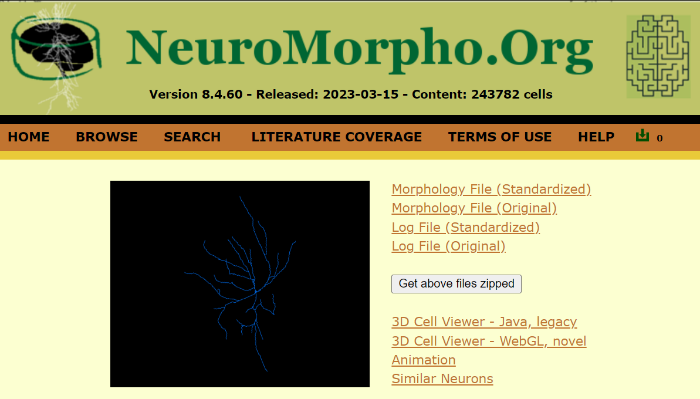 NeuroMorpho.Org
Version 8.4.60 - Released: 2023-03-15 - Content: 243782 cells
HOME BROWSE SEARCH LITERATURE COVERAGE TERMS OF USE HELP 0
Morphology File (Standardized)
Morphology File (Original)
Log File (Standardized)
Log File (Original)
Get above files zipped
3D Cell Viewer - Java, legacy
3D Cell Viewer - WebGL, novel
Animation
Similar Neurons